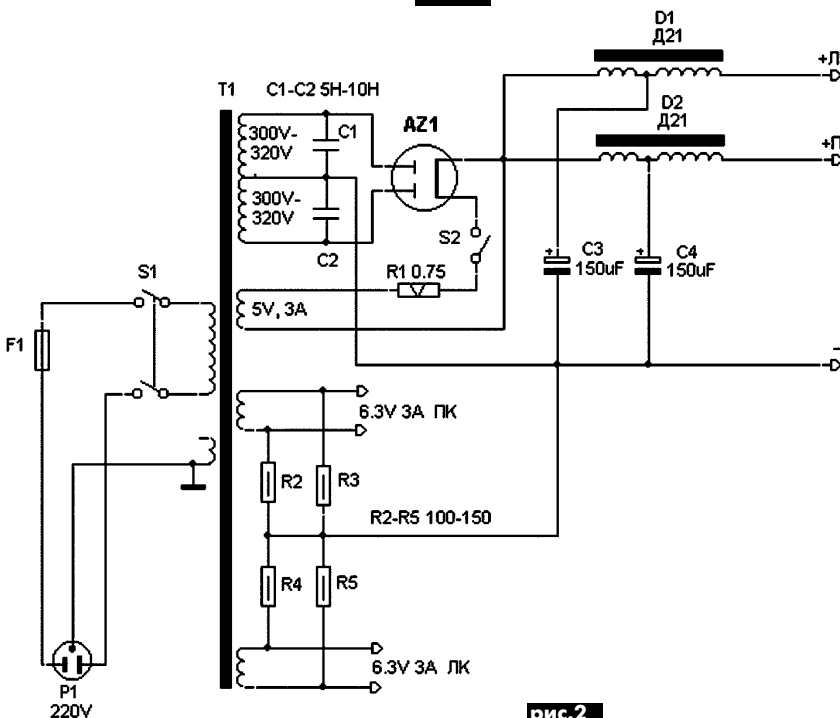 D1
Д21
+Л
T1
C1-C2 5H-10H
D2
Д21
+П
300V-
320V
C1
AZ1
300V-
320V
C2
S2
C3
150uF
C4
150uF
+
+
S1
R1 0.75
5V, 3A
F1
-
6.3V 3A ПК
R2
R3
R2-R5 100-150
R4
R5
6.3V 3A ЛК
P1
220V
рис.2